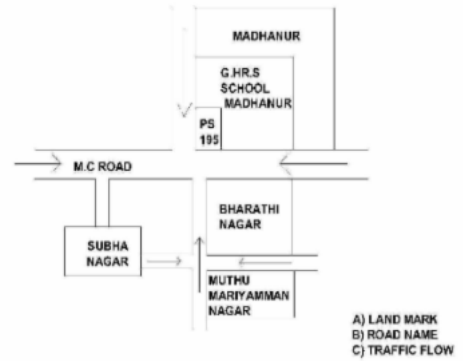 MADHANUR
G.HR.S
SCHOOL
MADHANUR
PS
195
M.C ROAD
BHARATHI
NAGAR
SUBHA
NAGAR
MUTHU
MARIYAMMAN
NAGAR
A) LAND MARK
B) ROAD NAME
C) TRAFFIC FLOW